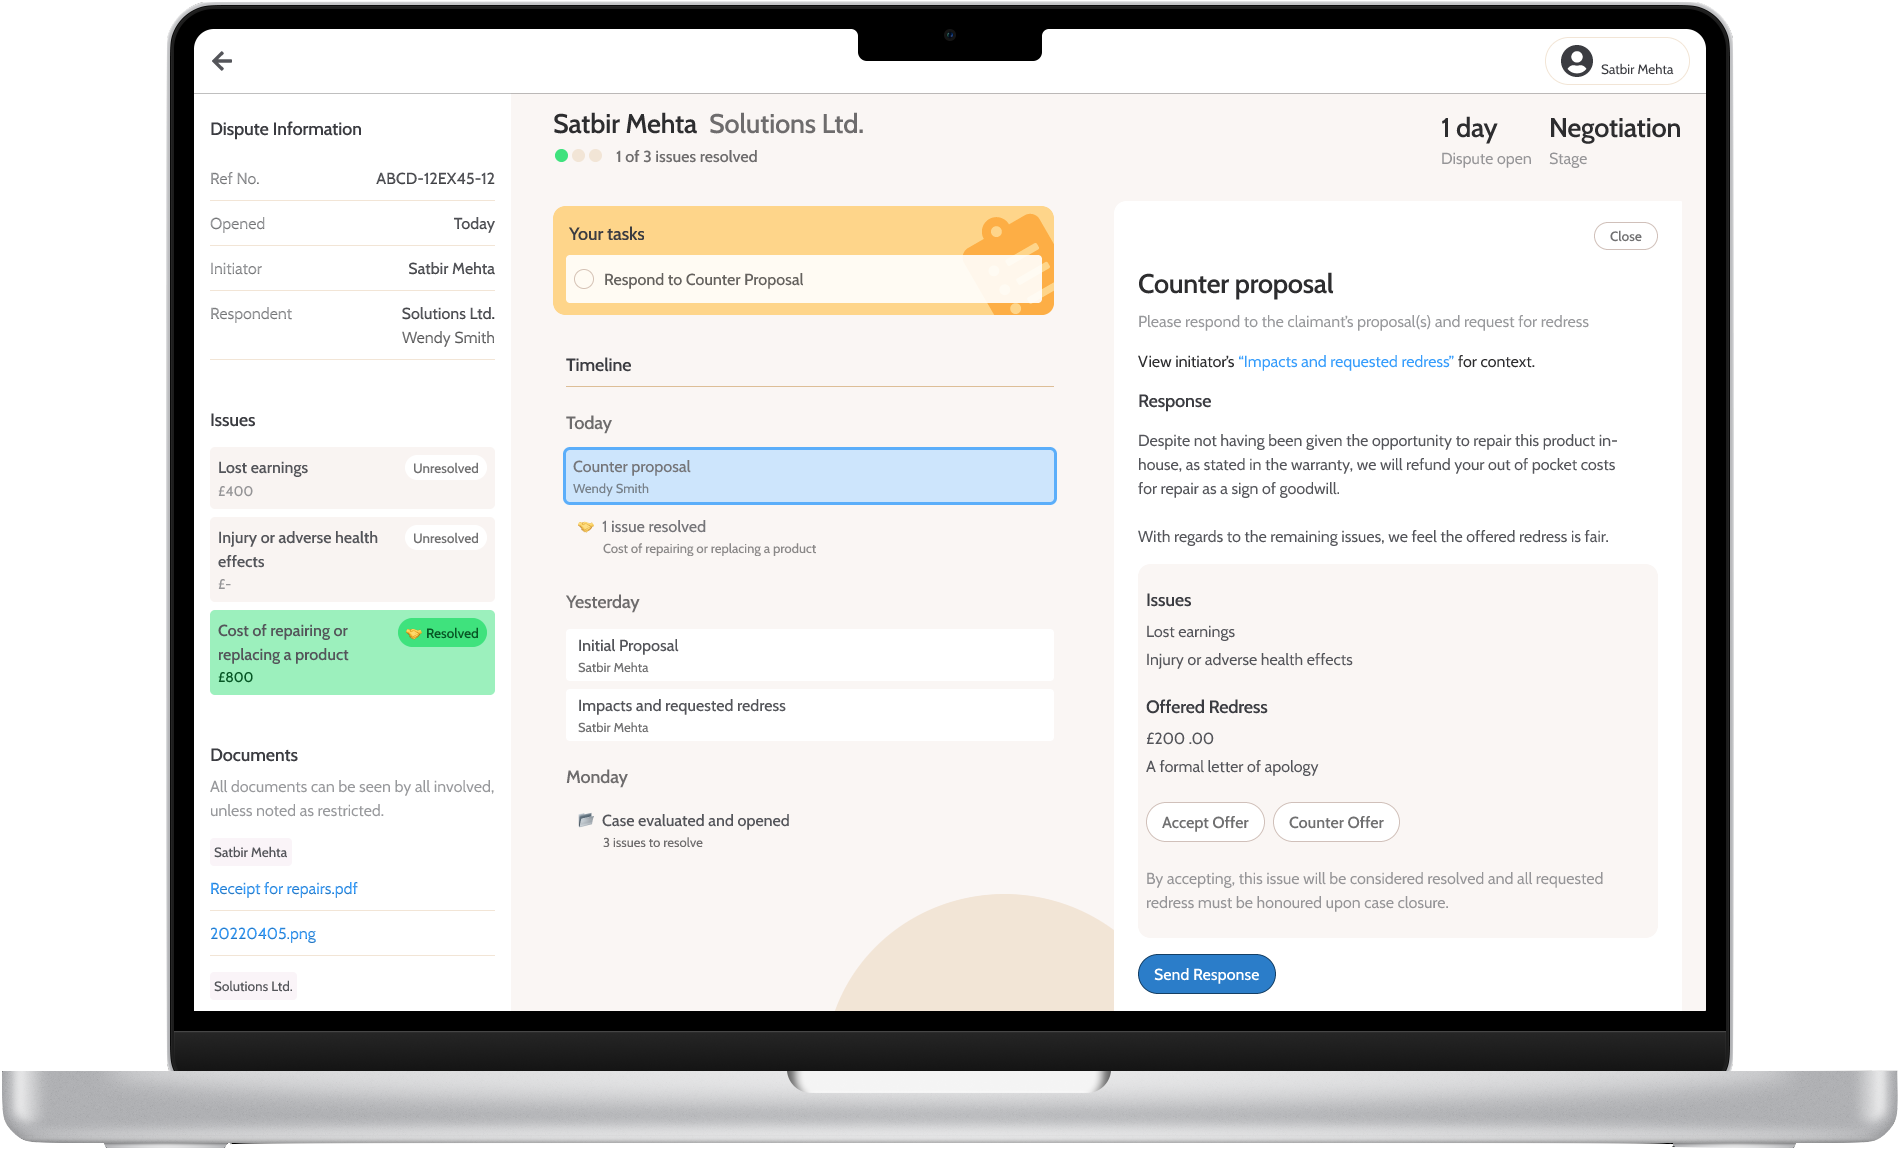 Satbir Mehta
Dispute Information
Ref No. ABCD-12EX45-12
Opened Today
Initiator Satbir Mehta
Respondent Solutions Ltd.
Wendy Smith
Issues
Lost earnings Unresolved
£400
Injury or adverse health Unresolved
effects
£-
Cost of repairing or Resolved
replacing a product
£800
Documents
All documents can be seen by all involved,
unless noted as restricted.
Satbir Mehta
Receipt for repairs.pdf
20220405.png
Solutions Ltd.
Satbir Mehta Solutions Ltd.
1 of 3 issues resolved
1 day
Dispute open
Negotiation
Stage
Your tasks
Respond to Counter Proposal
Timeline
Today
Counter proposal
Wendy Smith
1 issue resolved
Cost of repairing or replacing a product
Yesterday
Initial Proposal
Satbir Mehta
Impacts and requested redress
Satbir Mehta
Monday
Case evaluated and opened
3 issues to resolve
Close
Counter proposal
Please respond to the claimant's proposal(s) and request for redress
View initiator's “Impacts and requested redress” for context.
Response
Despite not having been given the opportunity to repair this product in-
house, as stated in the warranty, we will refund your out of pocket costs
for repair as a sign of goodwill.
With regards to the remaining issues, we feel the offered redress is fair.
Issues
Lost earnings
Injury or adverse health effects
Offered Redress
£200 .00
A formal letter of apology
Accept Offer Counter Offer
By accepting, this issue will be considered resolved and all requested
redress must be honoured upon case closure.
Send Response